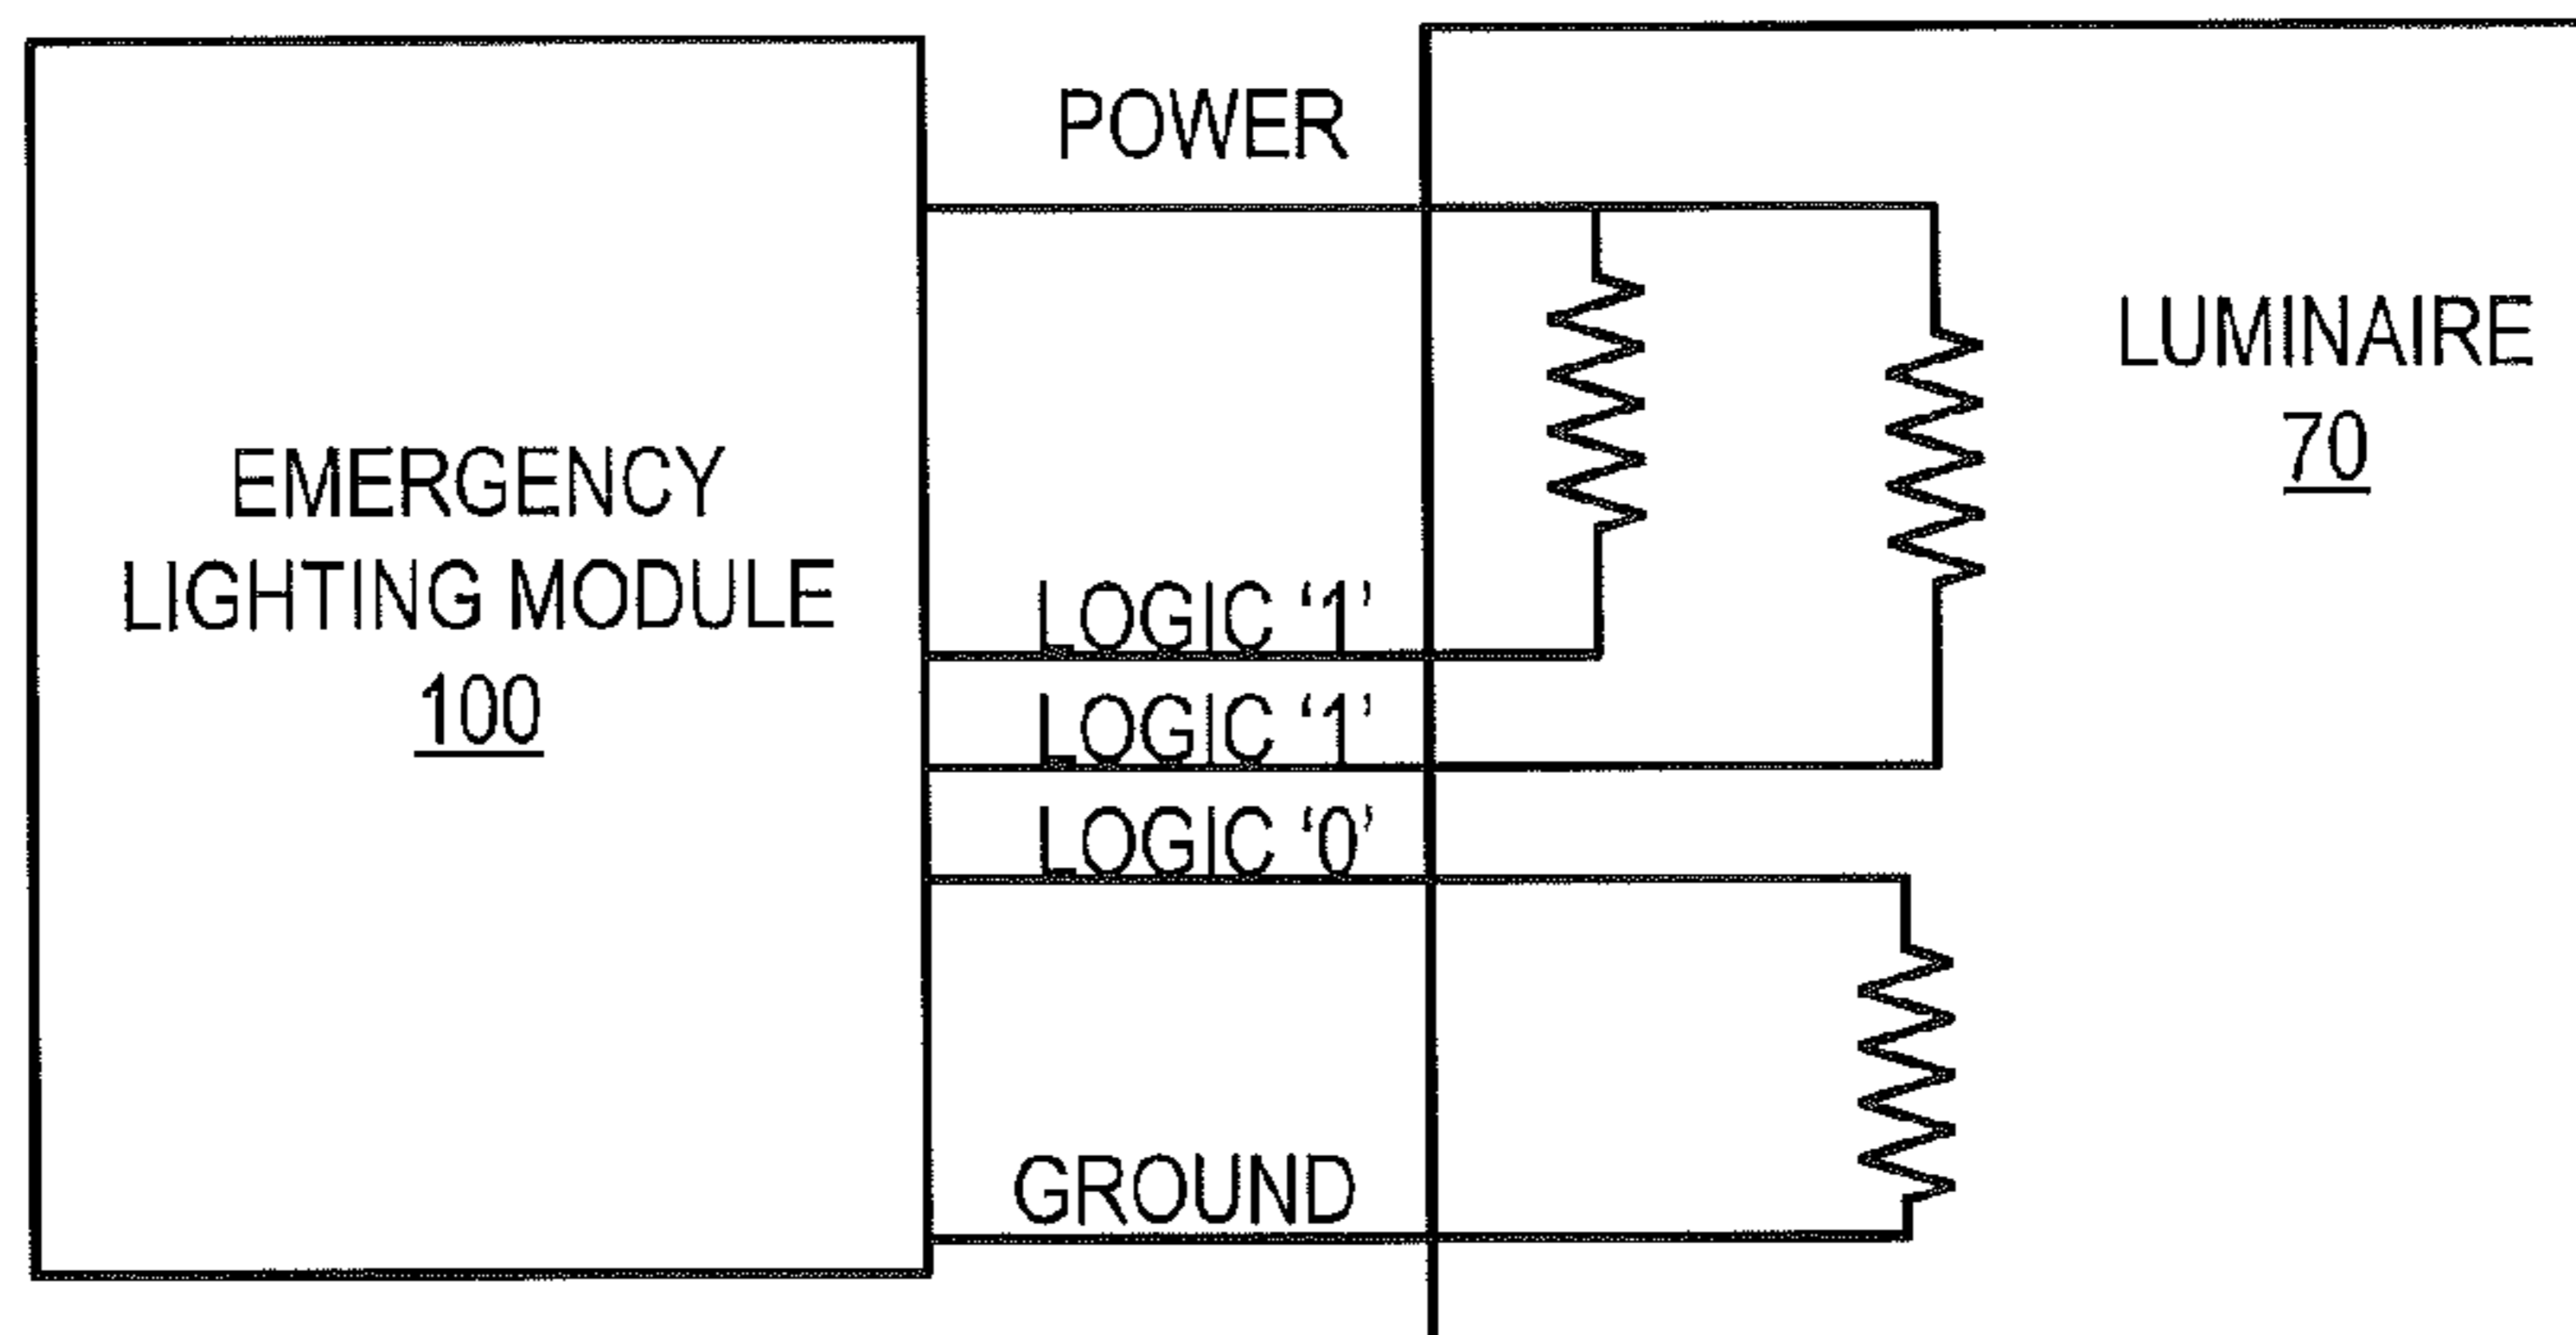 POWER
LUMINAIRE
70
EMERGENCY
LIGHTING MODULE
100
LOGIC ‘1’
LOGIC ‘1’
LOGIC ‘0’
GROUND